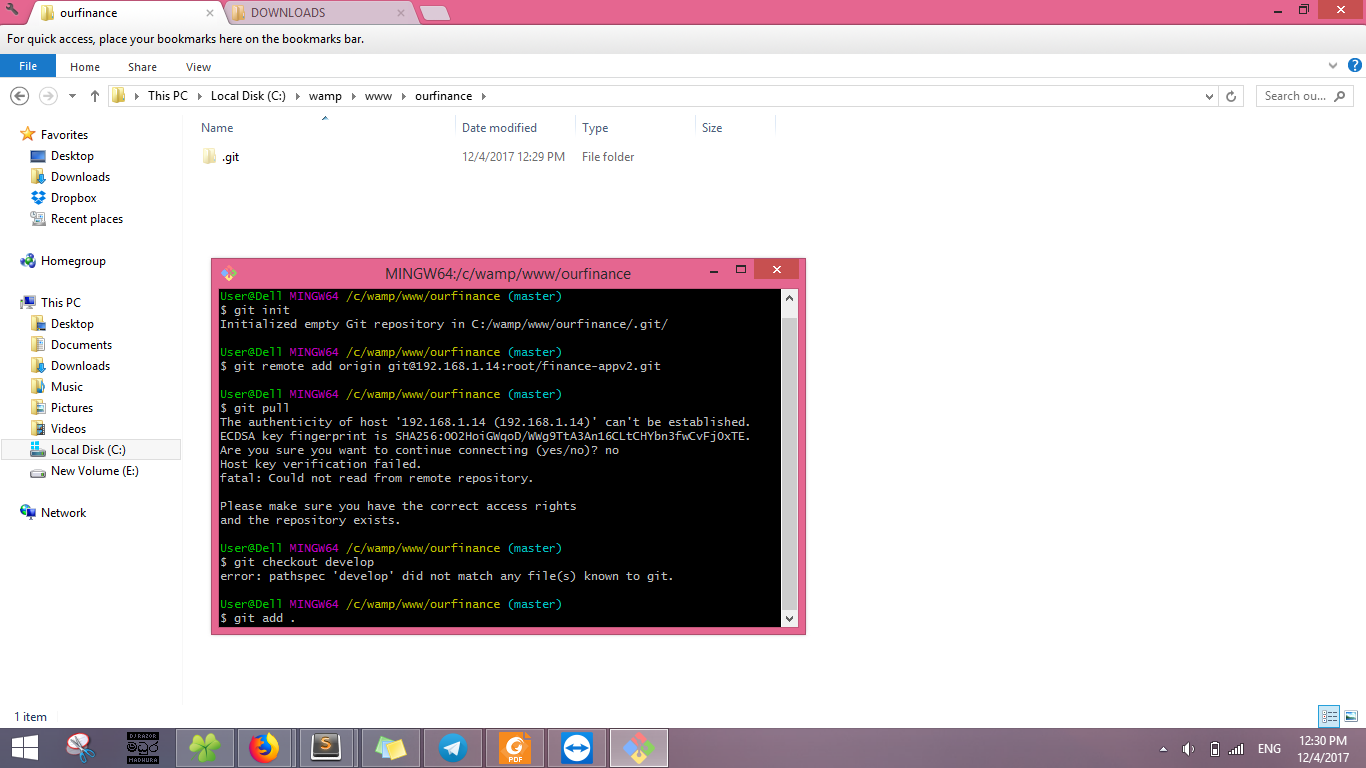 ourfinance
DOWNLOADS
For quick access, place your bookmarks here on the bookmarks bar.
File Home Share View
This PC Local Disk (C:) wamp www ourfinance
Search ou...
Name Date modified Type Size
.git 12/4/2017 12:29 PM File folder
Favorites
Desktop
Downloads
Dropbox
Recent places
Homegroup
This PC
Desktop
Documents
Downloads
Music
Pictures
Videos
Local Disk (C:)
New Volume (E:)
Network
MINGW64:/c/wamp/www/ourfinance
User@Dell MINGW64 /c/wamp/www/ourfinance (master)
$ git init
Initialized empty Git repository in C:/wamp/www/ourfinance/.git/
User@Dell MINGW64 /c/wamp/www/ourfinance (master)
$ git remote add origin git@192.168.1.14:root/finance-appv2.git
User@Dell MINGW64 /c/wamp/www/ourfinance (master)
$ git pull
The authenticity of host '192.168.1.14 (192.168.1.14)' can't be established.
ECDSA key fingerprint is SHA256:OO2HoiGWqoD/WWg9TtA3An16CLtCHYbn3fwCvFjOxTE.
Are you sure you want to continue connecting (yes/no)? no
Host key verification failed.
fatal: Could not read from remote repository.
Please make sure you have the correct access rights
and the repository exists.
User@Dell MINGW64 /c/wamp/www/ourfinance (master)
$ git checkout develop
error: pathspec 'develop' did not match any file(s) known to git.
User@Dell MINGW64 /c/wamp/www/ourfinance (master)
$ git add .
1 item
DJ RAZOR
MADHURA
PDF
ENG
12:30 PM
12/4/2017